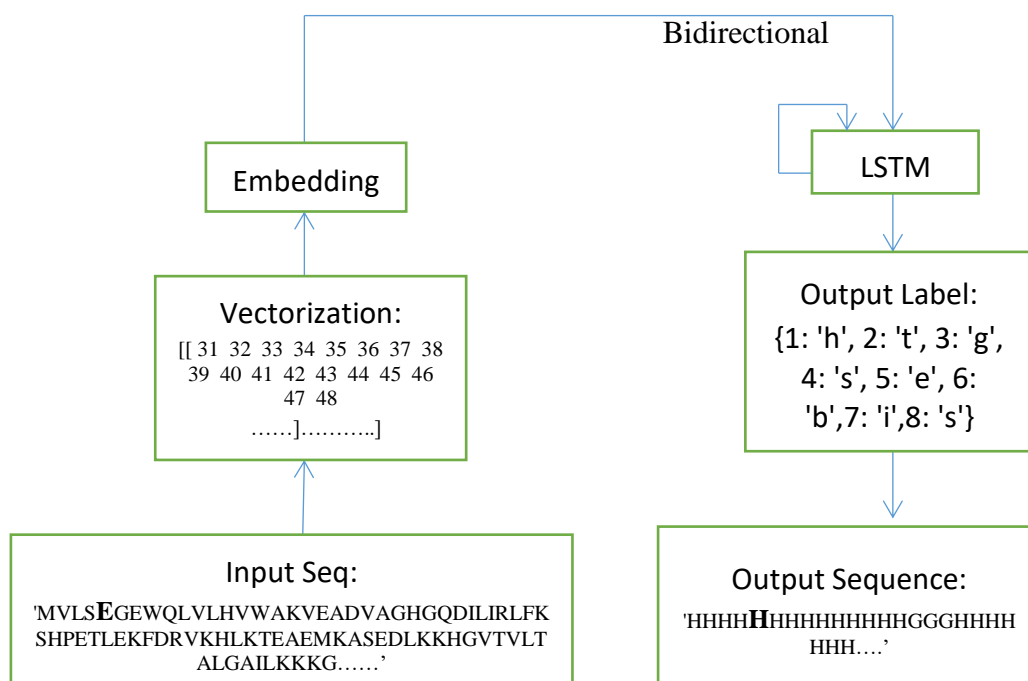 Bidirectional
Embedding
LSTM
Vectorization:
[[ 31 32 33 34 35 36 37 38
39 40 41 42 43 44 45 46
47 48
……]………..]
Output Label:
{1: 'h', 2: 't', 3: 'g',
4: 's', 5: 'e', 6:
'b',7: 'i',8: 's'}
Input Seq:
'MVLSEGEWQLVLHVWAKVEADVAGHGQDILIRLFK
SHPETLEKFDRVKHLKTEAEMKASEDLKKHGVTVLT
ALGAILKKKG……’
Output Sequence:
'HHHHHHHHHHHHHHHGGGHHHH
HHH….’